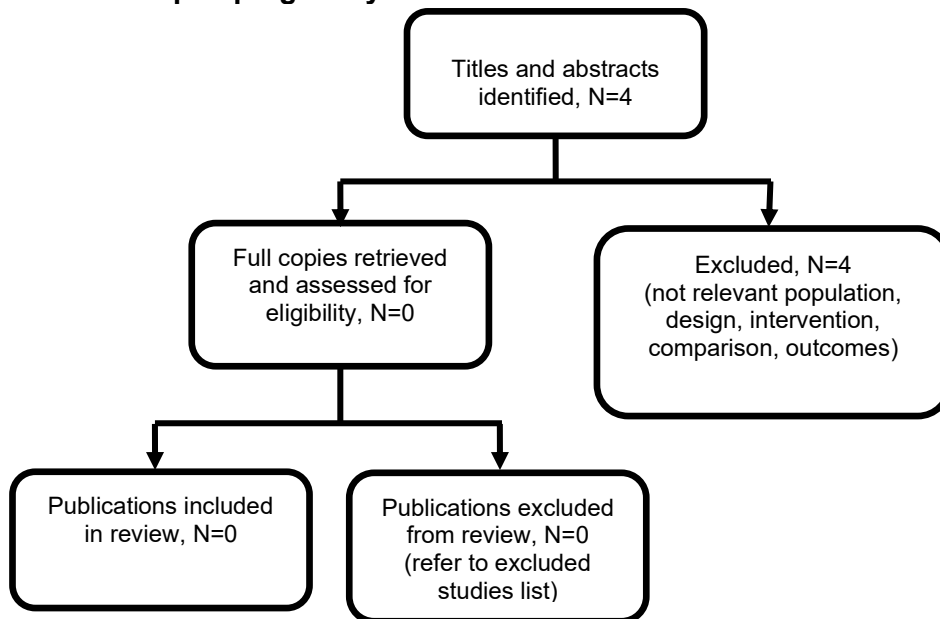 Titles and abstracts
identified, N=4
Full copies retrieved
and assessed for
eligibility, N=0
Excluded, N=4
(not relevant population,
design, intervention,
comparison, outcomes)
Publications included
in review, N=0
Publications excluded
from review, N=0
(refer to excluded
studies list)